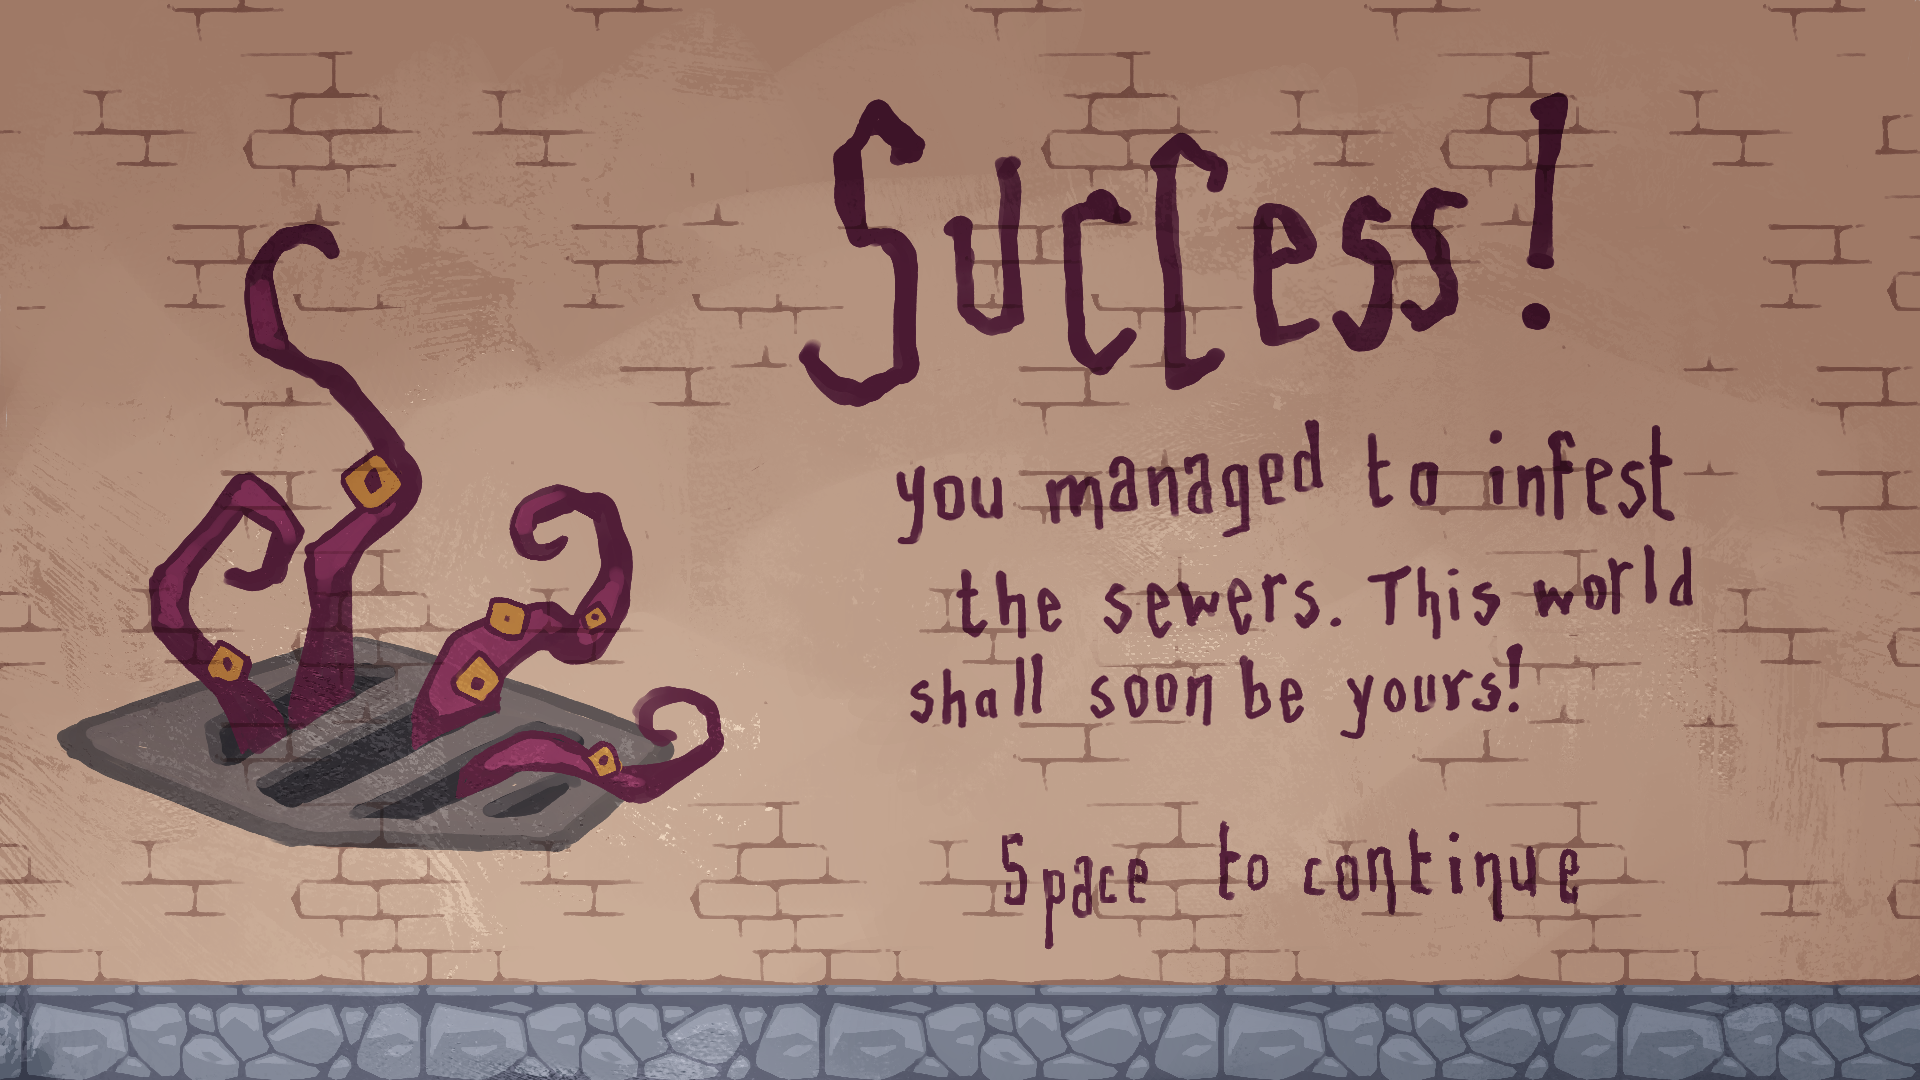 Success!
you managed to infest
the sewers. This world
shall soon be yours!
Space to continue